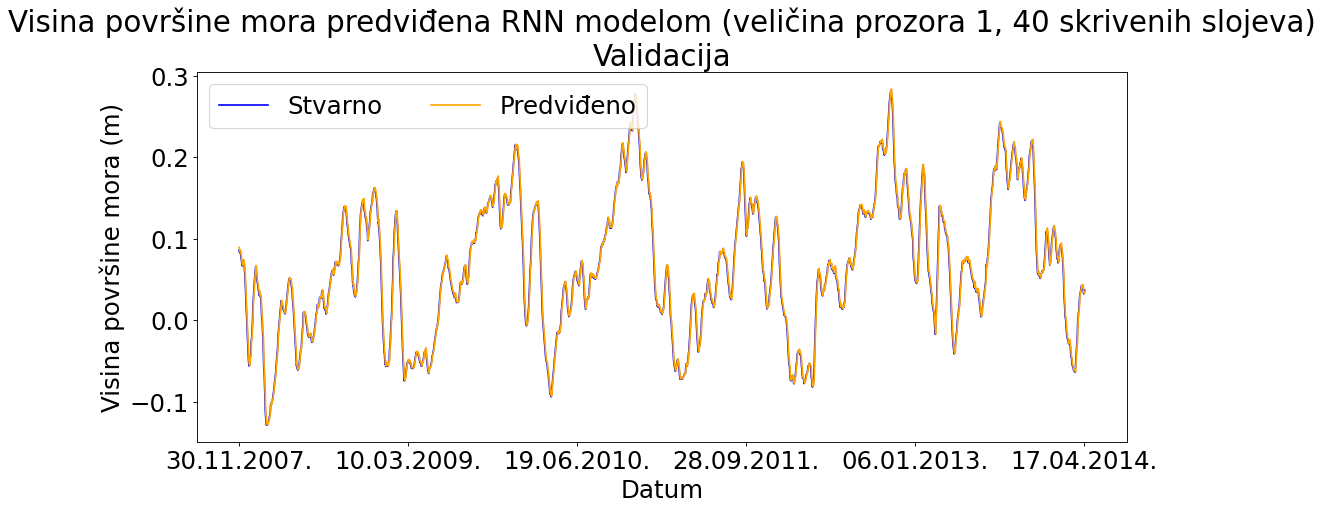 Visina površine mora predviđena RNN modelom (veličina prozora 1, 40 skrivenih slojeva)
Validacija
Stvarno Predviđeno
Visina površine mora (m)
0.3
0.2
0.1
0.0
−0.1
30.11.2007. 10.03.2009. 19.06.2010. 28.09.2011. 06.01.2013. 17.04.2014.
Datum